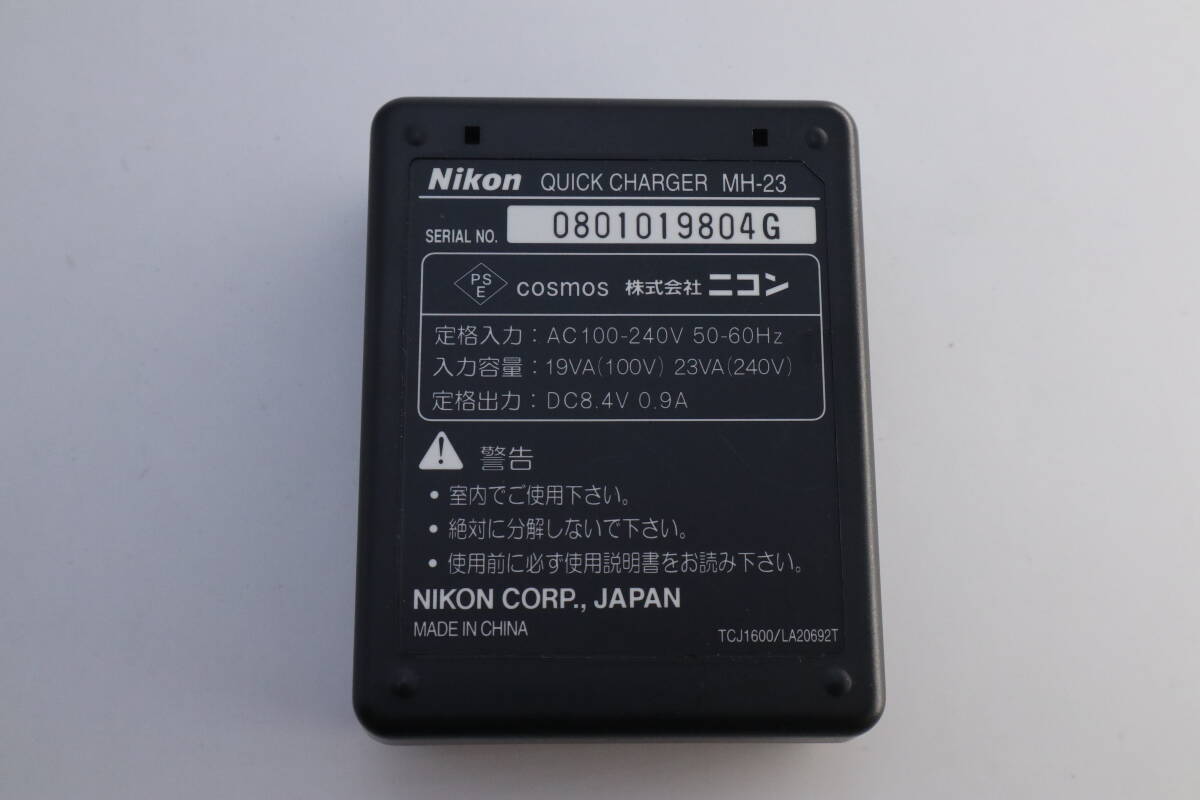 Nikon QUICK CHARGER MH-23
SERIAL NO. 0801019804G
PS E cosmos 株式会社 ニコン
定格入力：AC100-240V 50-60Hz
入力容量：19VA(100V) 23VA(240V)
定格出力：DC8.4V 0.9A
警告
• 室内でご使用下さい。
• 絶対に分解しないで下さい。
• 使用前に必ず使用説明書をお読み下さい。
NIKON CORP., JAPAN
MADE IN CHINA TCJ1600/LA20692T